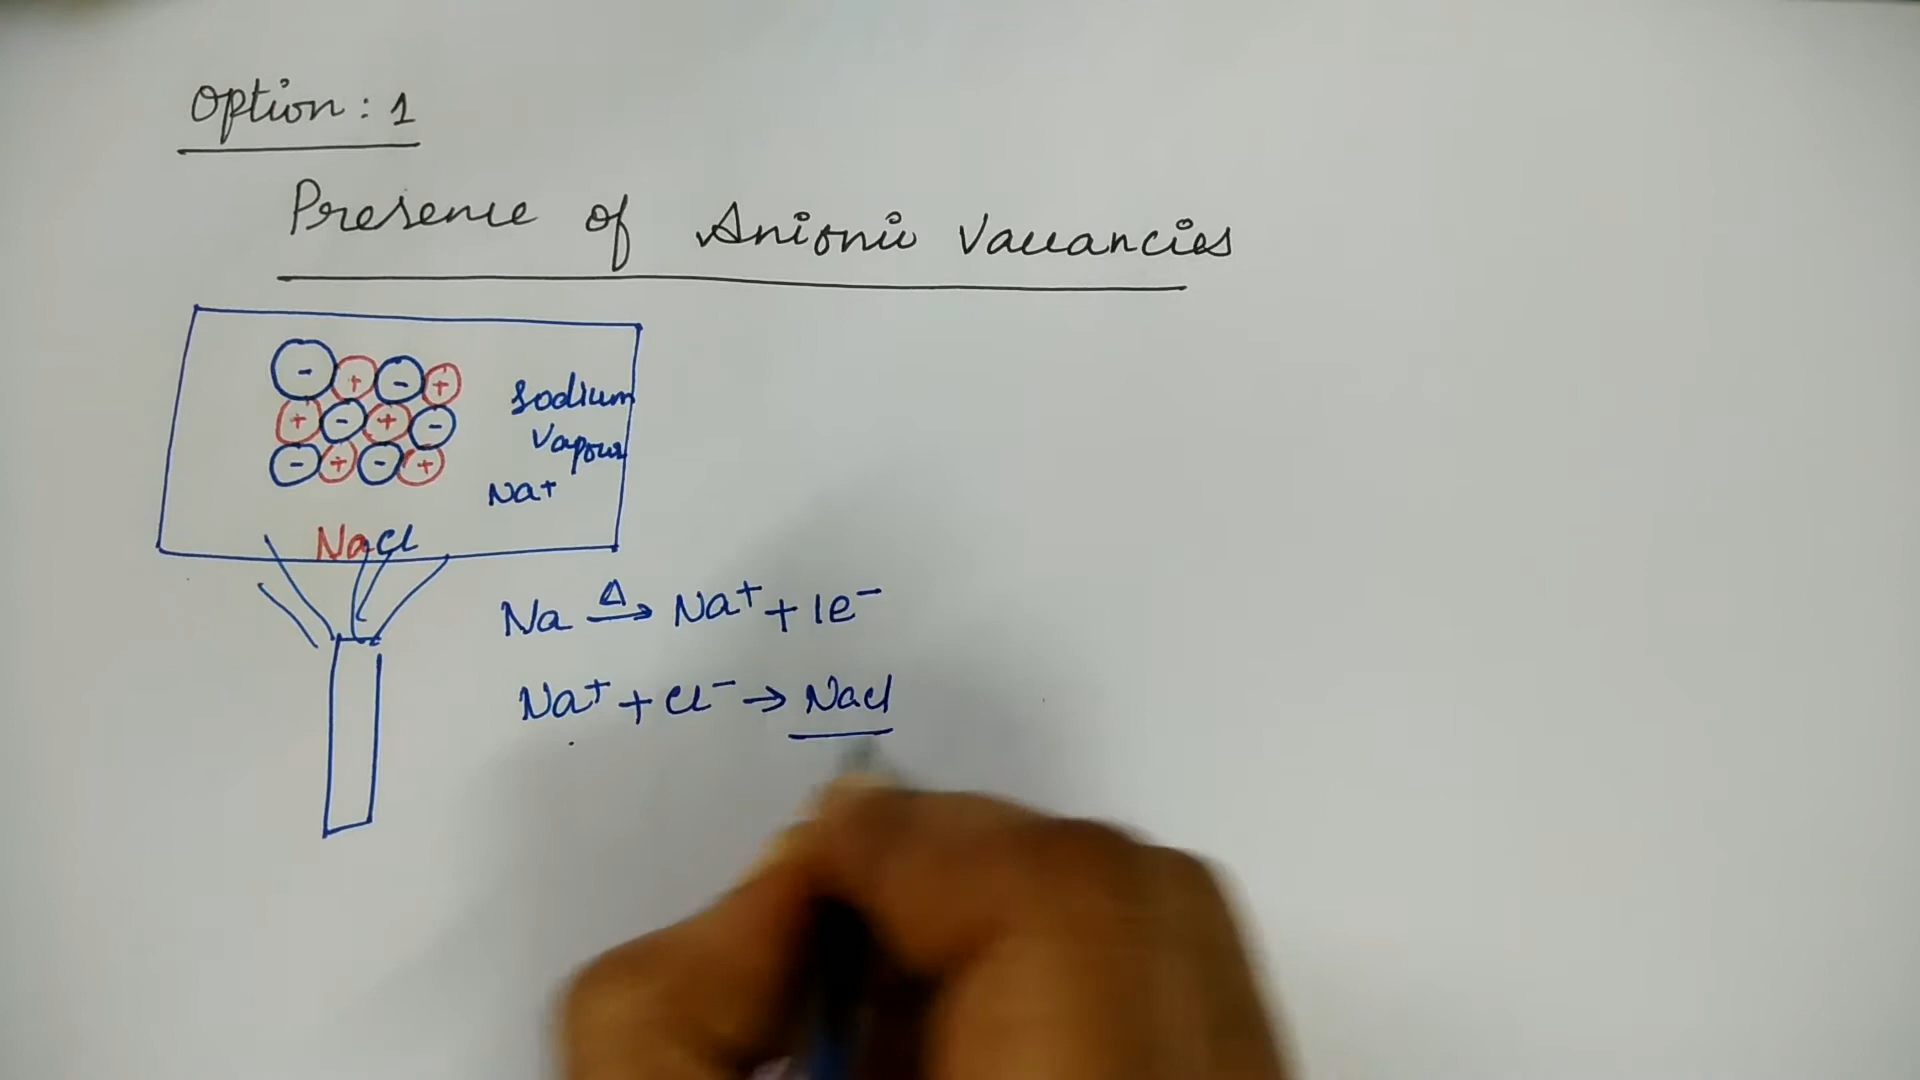 Option : 1
Presence of Anionic Vacancies
- + - +
+ - + -
- + - +
Sodium
Vapour
Na+
NaCl
Na Δ→ Na⁺ + 1e⁻
Na⁺ + Cl⁻ → NaCl